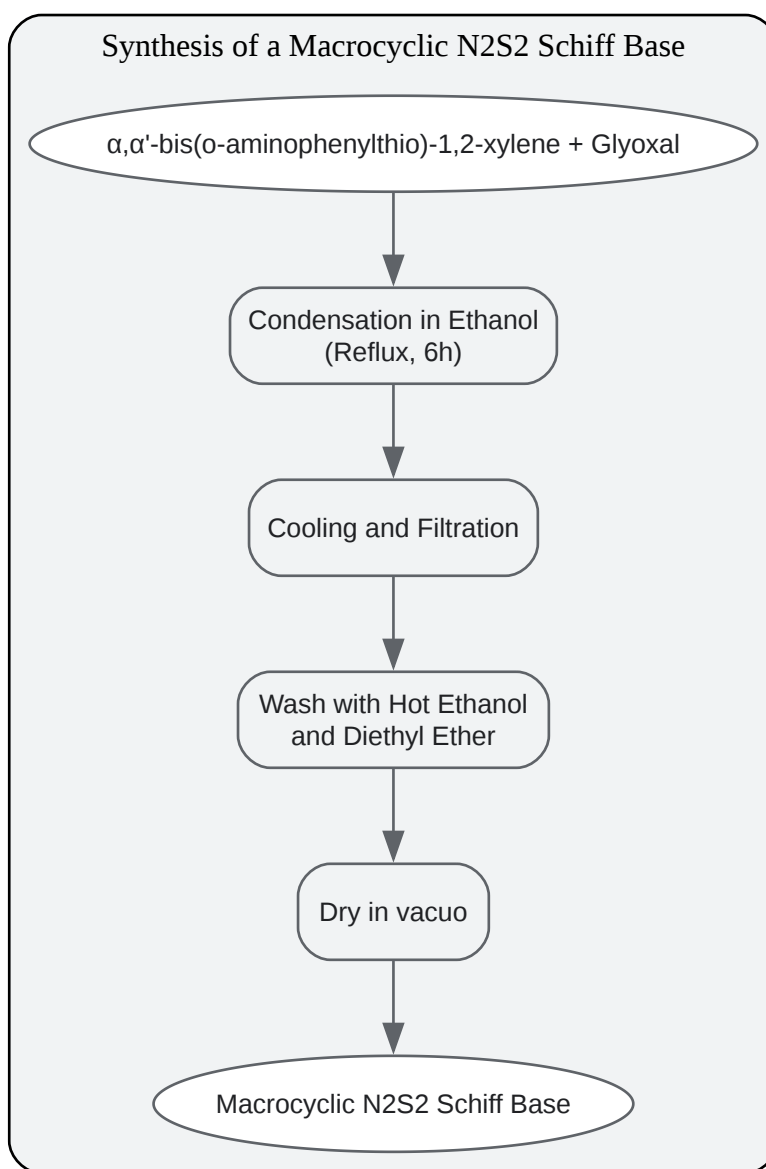 Synthesis of a Macrocyclic N2S2 Schiff Base
α,α'-bis(o-aminophenylthio)-1,2-xylene + Glyoxal
Condensation in Ethanol
(Reflux, 6h)
Cooling and Filtration
Wash with Hot Ethanol
and Diethyl Ether
Dry in vacuo
Macrocyclic N2S2 Schiff Base